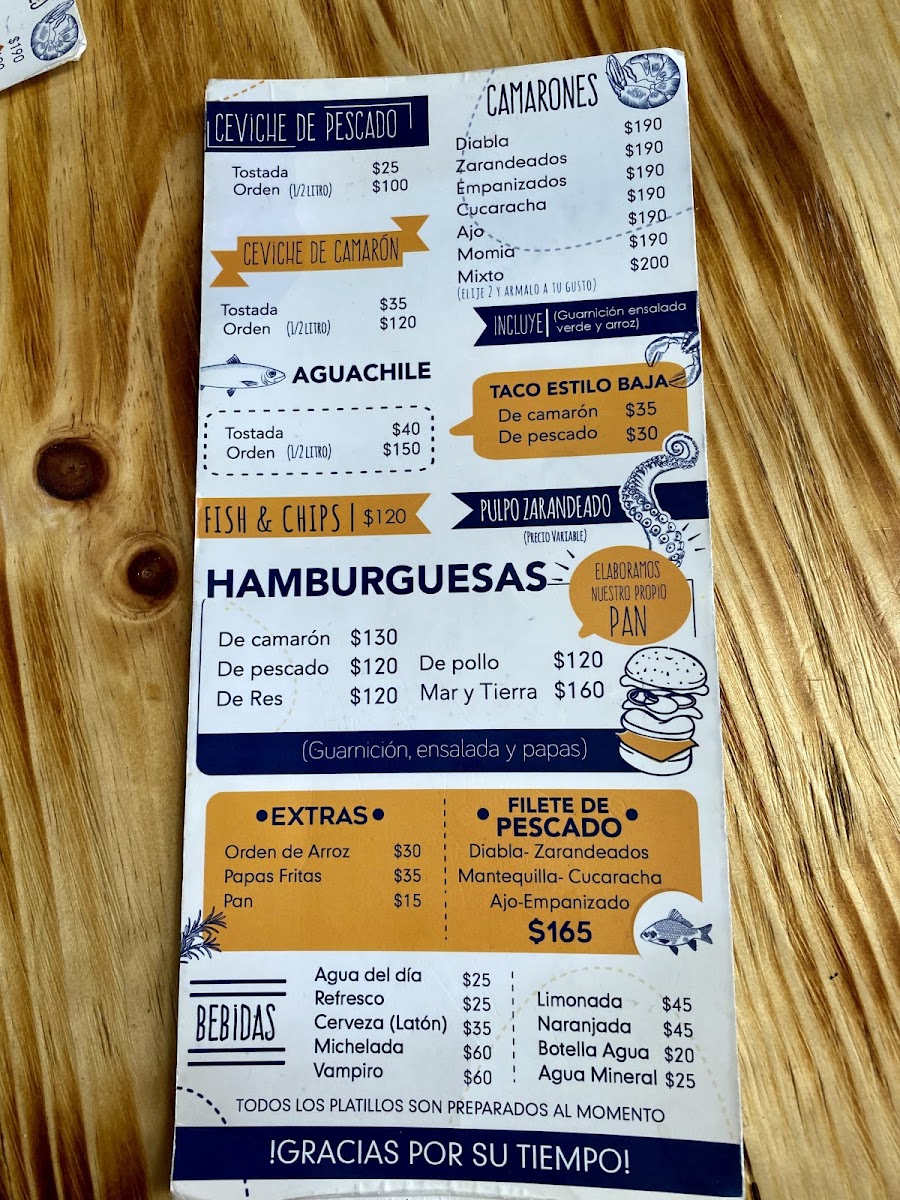 $190
CEVICHE DE PESCADO
Tostada $25
Orden (1/2 LITRO) $100
CEVICHE DE CAMARÓN
Tostada $35
Orden (1/2 LITRO) $120
AGUACHILE
Tostada $40
Orden (1/2 LITRO) $150
FISH & CHIPS | $120
CAMARONES
Diabla $190
Zarandeados $190
Empanizados $190
Cucaracha $190
Ajo $190
Momia $190
Mixto $200
(ELIJE 2 Y ARMALO A TU GUSTO)
INCLUYE | (Guarnición ensalada
verde y arroz)
TACO ESTILO BAJA
De camarón $35
De pescado $30
PULPO ZARANDEADO
(PRECIO VARIABLE)
HAMBURGUESAS
ELABORAMOS
NUESTRO PROPIO
PAN
De camarón $130
De pescado $120 De pollo $120
De Res $120 Mar y Tierra $160
(Guarnición, ensalada y papas)
•EXTRAS•
Orden de Arroz $30
Papas Fritas $35
Pan $15
• FILETE DE
PESCADO •
Diabla- Zarandeados
Mantequilla- Cucaracha
Ajo-Empanizado
$165
BEBIDAS
Agua del día $25
Refresco $25
Cerveza (Latón) $35
Michelada $60
Vampiro $60
Limonada $45
Naranjada $45
Botella Agua $20
Agua Mineral $25
TODOS LOS PLATILLOS SON PREPARADOS AL MOMENTO
!GRACIAS POR SU TIEMPO!